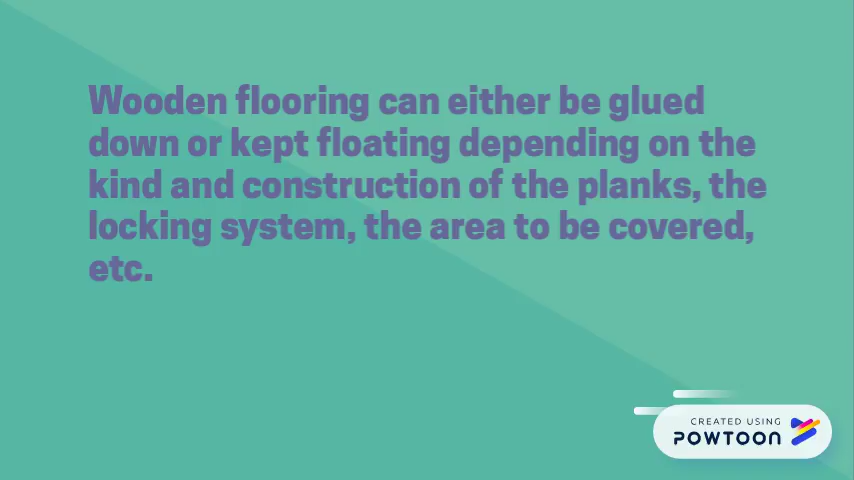 Wooden flooring can either be glued
down or kept floating depending on the
kind and construction of the planks, the
locking system, the area to be covered,
etc.
CREATED USING
POWTOON